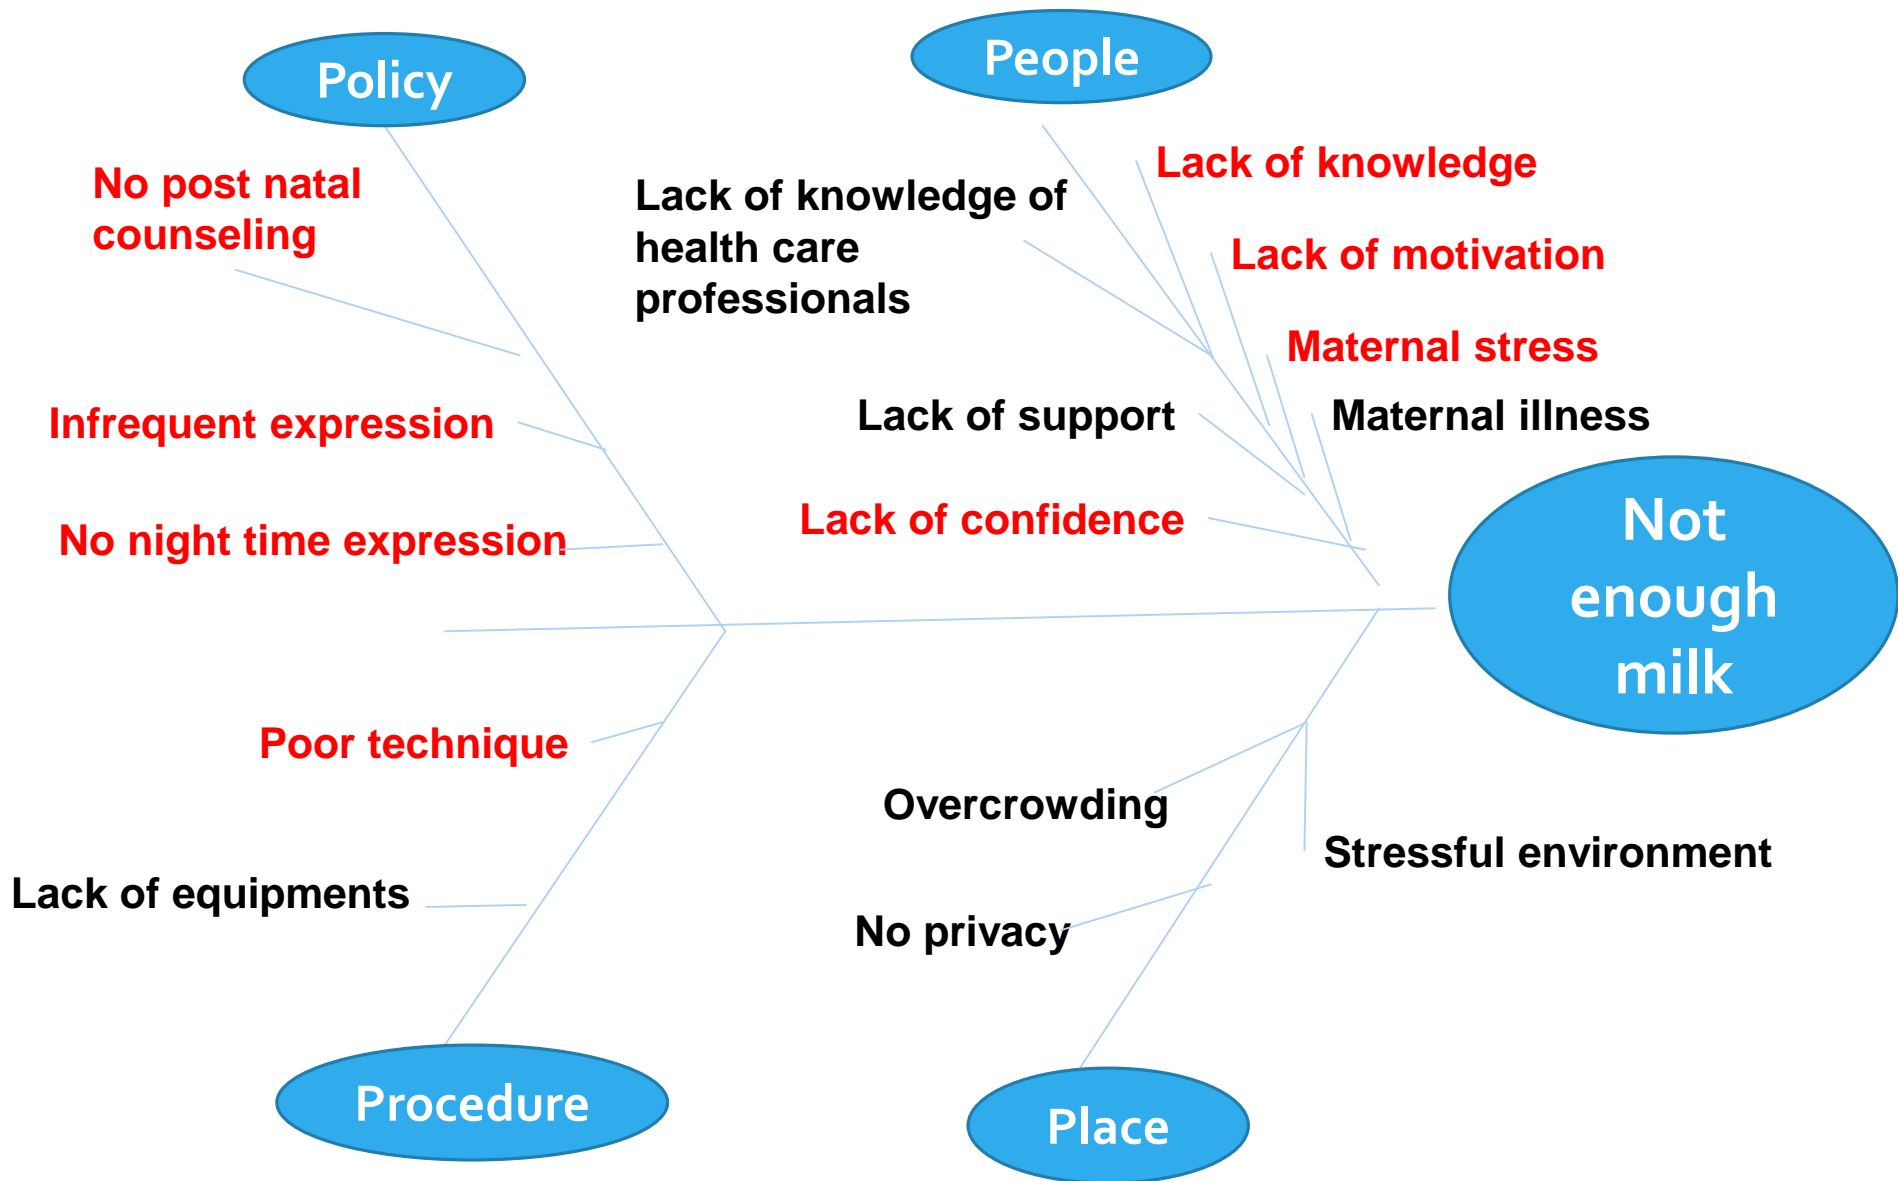 Policy
People
No post natal
counseling
Lack of knowledge of
health care
professionals
Lack of knowledge
Lack of motivation
Maternal stress
Infrequent expression
Lack of support
Maternal illness
No night time expression
Lack of confidence
Not
enough
milk
Poor technique
Overcrowding
Stressful environment
Lack of equipments
No privacy
Procedure
Place